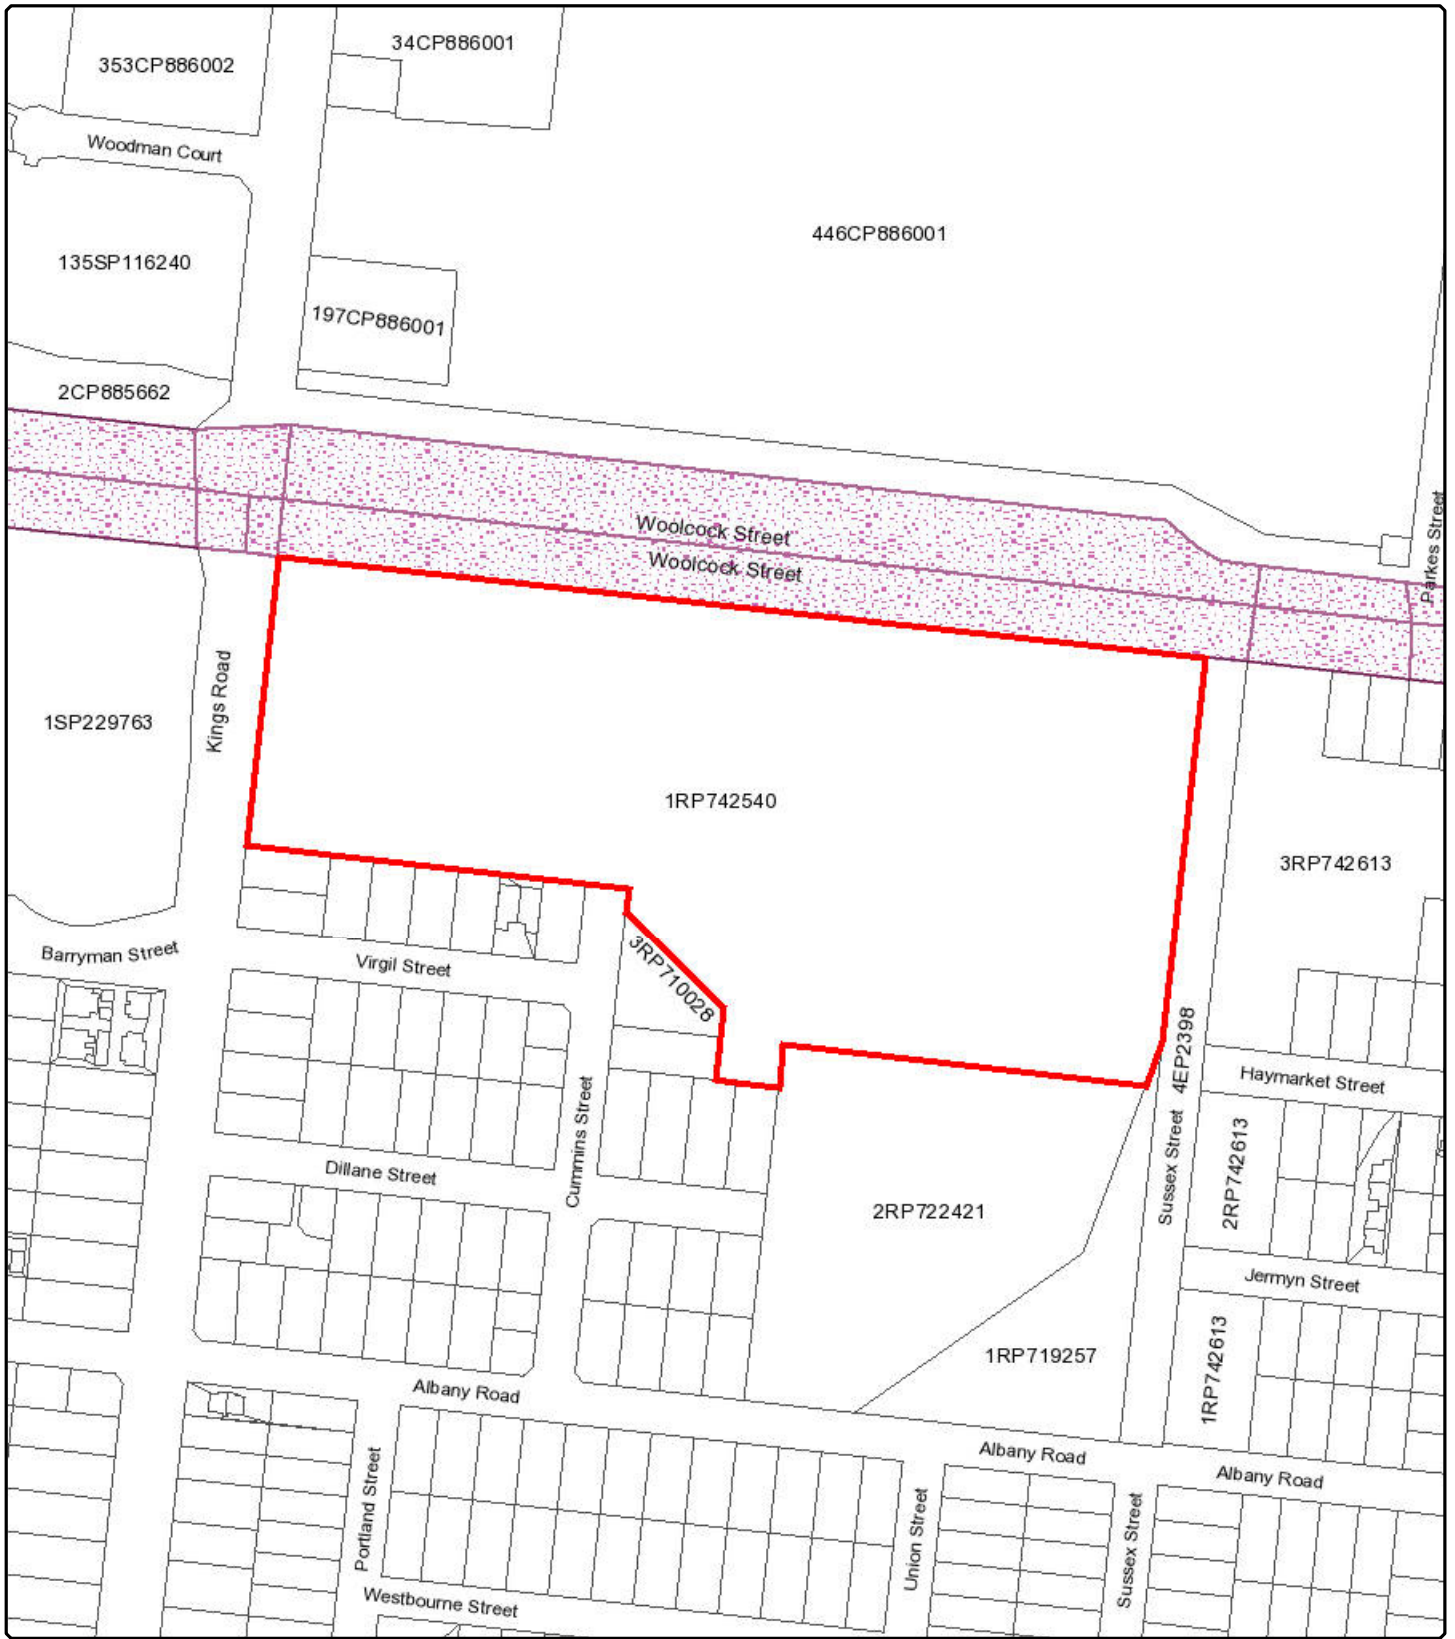 34CP886001
353CP886002
Woodman Court
446CP886001
135SP116240
197CP886001
2CP885662
Parkes Street
Woolcock Street
Woolcock Street
Kings Road
1SP229763
1RP742540
3RP742613
Barryman Street
Virgil Street
3RP710028
4EP2398
Haymarket Street
Cummins Street
Sussex Street
2RP742613
Dillane Street
2RP722421
Jermyn Street
1RP719257
1RP742613
Albany Road
Albany Road
Albany Road
Portland Street
Union Street
Sussex Street
Westbourne Street